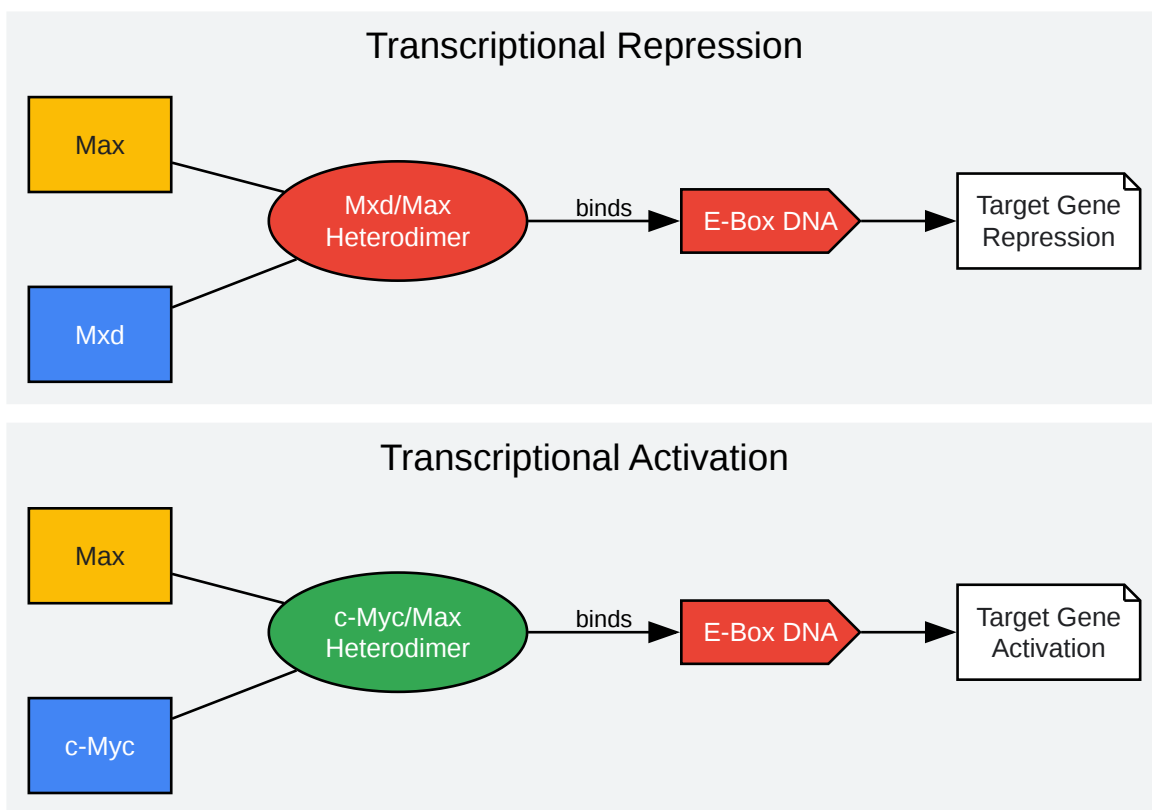 Transcriptional Repression
Max
Mxd/Max
Heterodimer
binds
E-Box DNA
Target Gene
Repression
Mxd
Transcriptional Activation
Max
c-Myc/Max
Heterodimer
binds
E-Box DNA
Target Gene
Activation
c-Myc